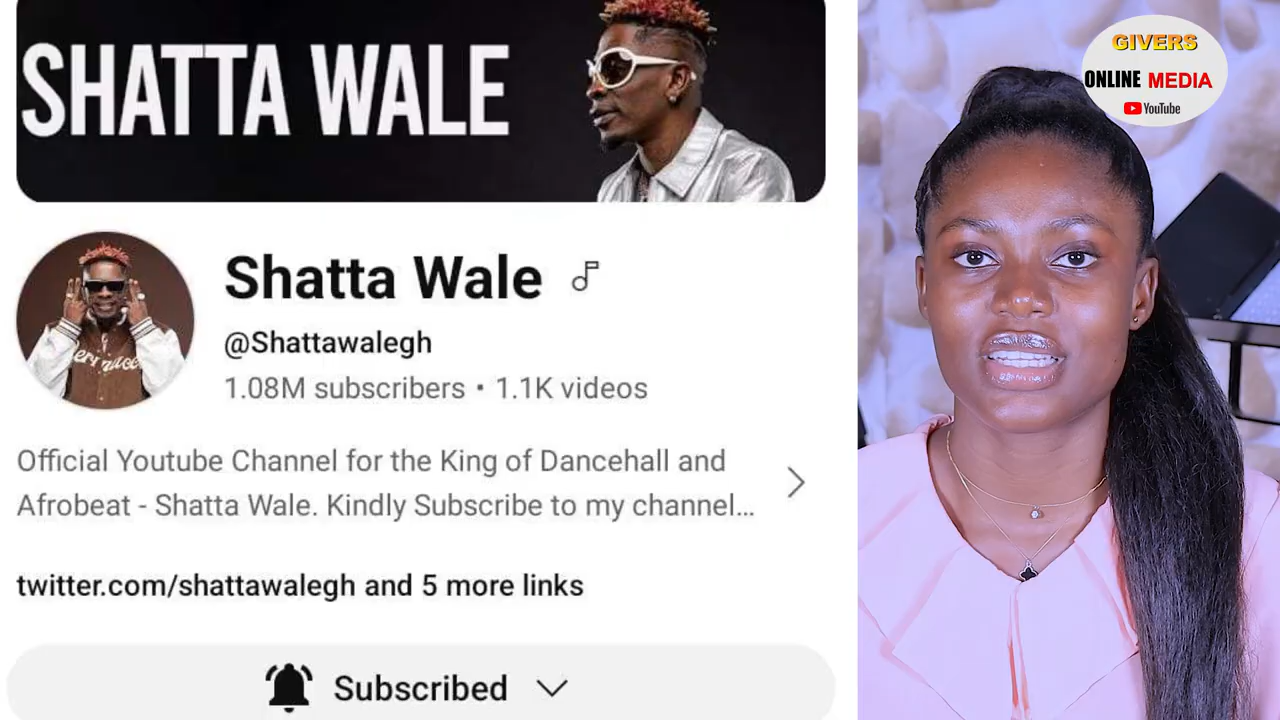 SHATTA WALE
Shatta Wale
@Shattawalegh
1.08M subscribers • 1.1K videos
Official Youtube Channel for the King of Dancehall and
Afrobeat - Shatta Wale. Kindly Subscribe to my channel...
twitter.com/shattawalegh and 5 more links
Subscribed
GIVERS
ONLINE MEDIA
YouTube